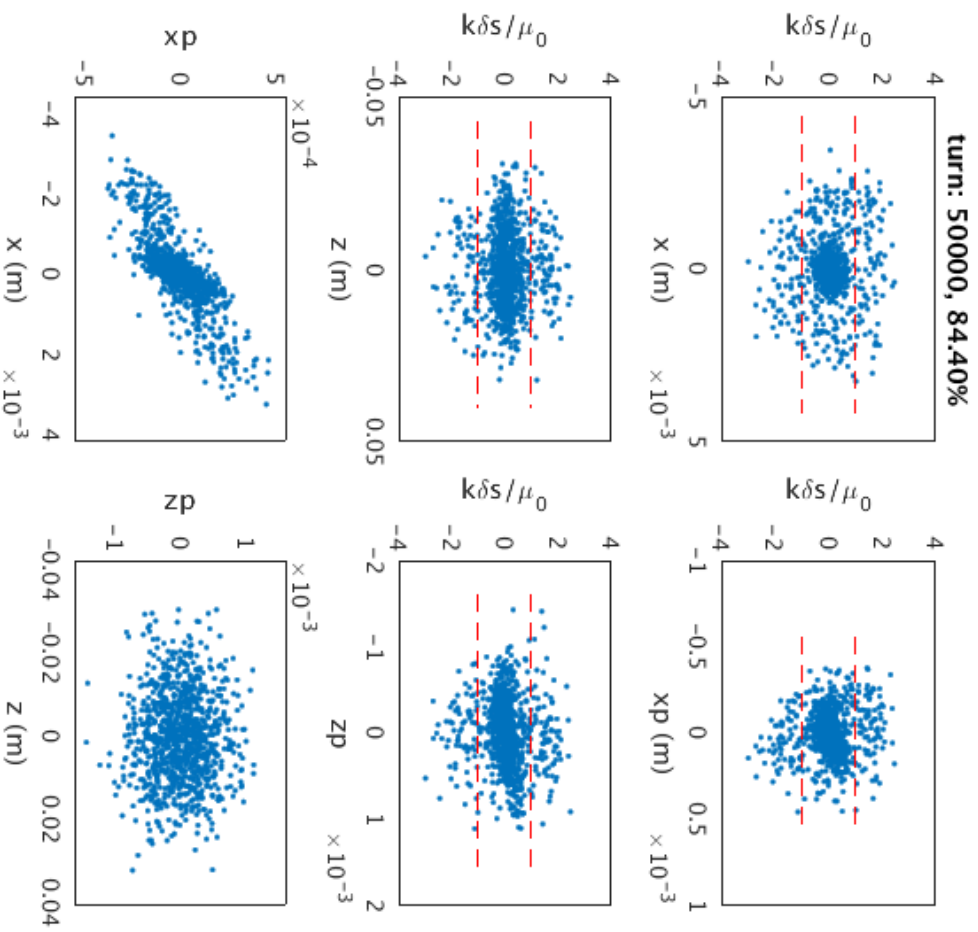 turn: 50000, 84.40%
kδs/μ₀
4
2
0
−2
−4
−5 0 5
x (m) ×10⁻³
kδs/μ₀
4
2
0
−2
−4
−1 −0.5 0 0.5 1
xp (m) ×10⁻³
kδs/μ₀
4
2
0
−2
−4
−0.05 0 0.05
z (m)
kδs/μ₀
4
2
0
−2
−4
−2 −1 0 1 2
zp ×10⁻³
×10⁻⁴
xp
5
0
−5
−4 −2 0 2 4
x (m) ×10⁻³
×10⁻³
zp
1
0
−1
−0.04 −0.02 0 0.02 0.04
z (m)